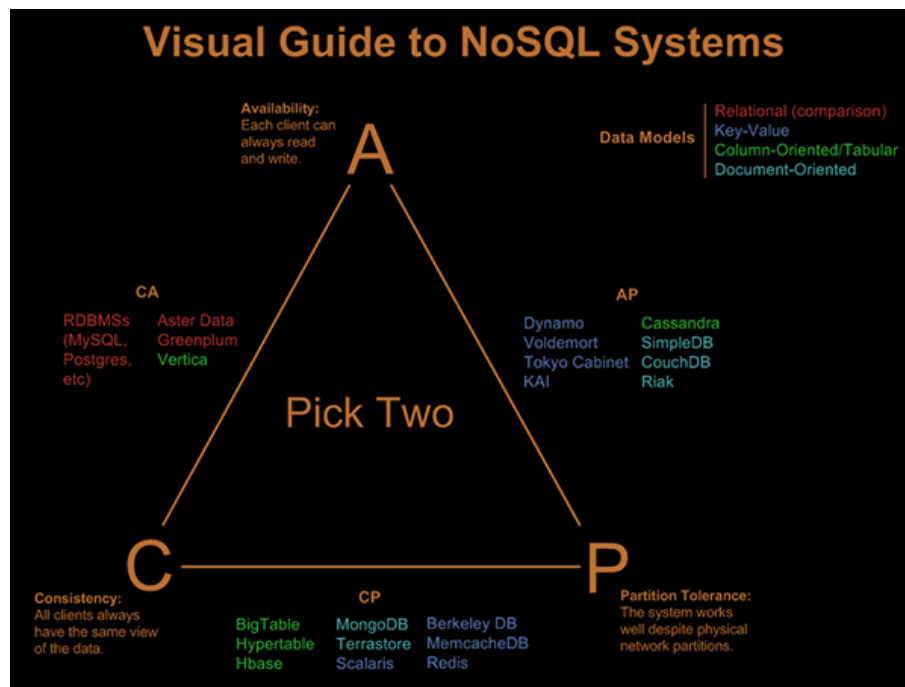 Visual Guide to NoSQL Systems
Availability:
Each client can
always read
and write.
A
Data Models
Relational (comparison)
Key-Value
Column-Oriented/Tabular
Document-Oriented
CA
RDBMSs
(MySQL,
Postgres,
etc)
Aster Data
Greenplum
Vertica
AP
Dynamo
Voldemort
Tokyo Cabinet
KAI
Cassandra
SimpleDB
CouchDB
Riak
Pick Two
C
P
Consistency:
All clients always
have the same view
of the data.
CP
BigTable
Hypertable
Hbase
MongoDB
Terrastore
Scalaris
Berkeley DB
MemcacheDB
Redis
Partition Tolerance:
The system works
well despite physical
network partitions.